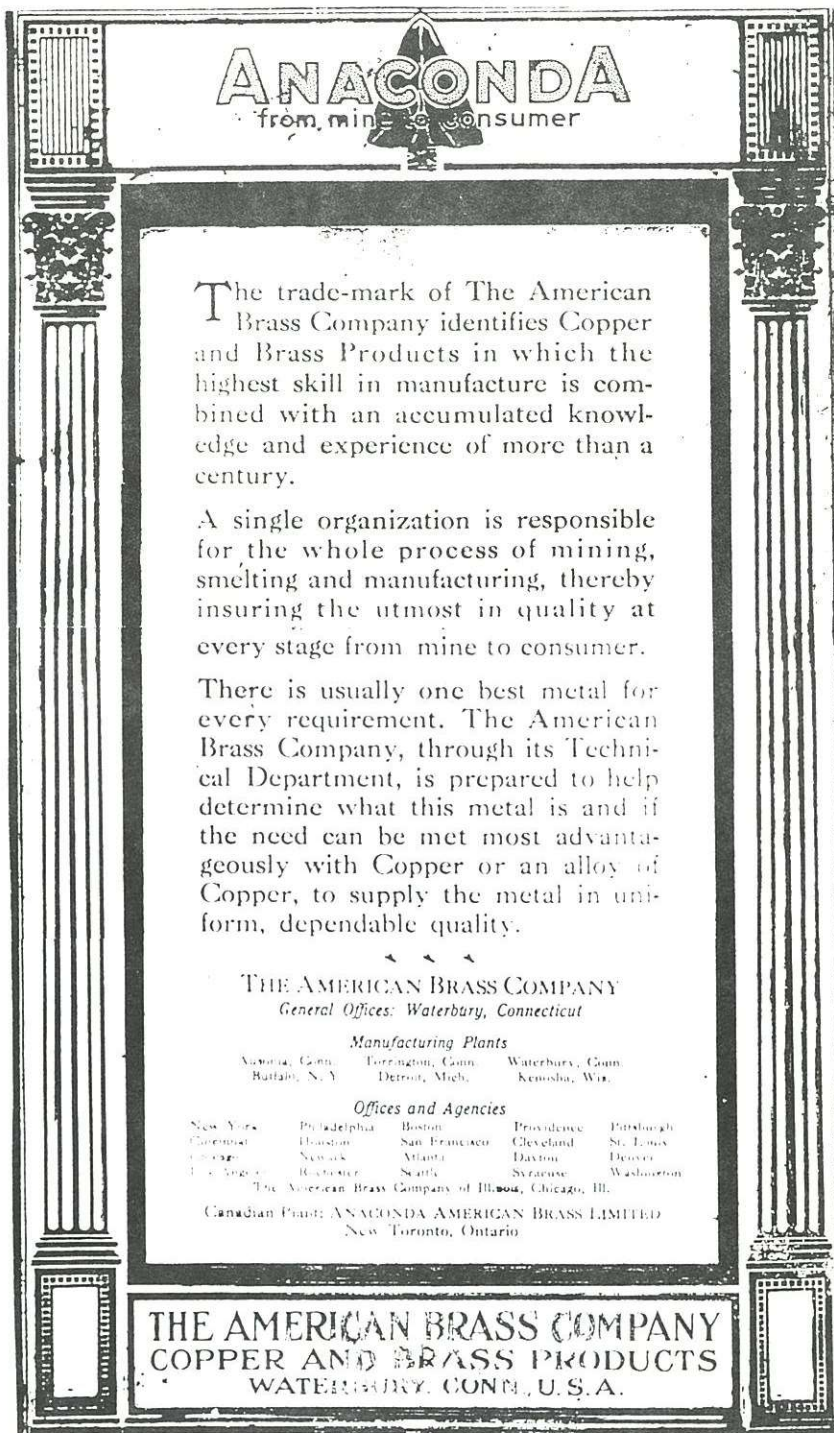 ANACONDA
from mine to consumer
The trade-mark of The American
Brass Company identifies Copper
and Brass Products in which the
highest skill in manufacture is com-
bined with an accumulated knowl-
edge and experience of more than a
century.
A single organization is responsible
for the whole process of mining,
smelting and manufacturing, thereby
insuring the utmost in quality at
every stage from mine to consumer.
There is usually one best metal for
every requirement. The American
Brass Company, through its Techni-
cal Department, is prepared to help
determine what this metal is and if
the need can be met most advanta-
geously with Copper or an alloy of
Copper, to supply the metal in uni-
form, dependable quality.
THE AMERICAN BRASS COMPANY
General Offices: Waterbury, Connecticut
Manufacturing Plants
Ansonia, Conn. Torrington, Conn. Waterbury, Conn.
Buffalo, N. Y. Detroit, Mich. Kenosha, Wis.
Offices and Agencies
New York Philadelphia Boston Providence Pittsburgh
Cincinnati Houston San Francisco Cleveland St. Louis
Chicago Newark Atlanta Dayton Denver
Los Angeles Rochester Seattle Syracuse Washington
The American Brass Company of Illinois, Chicago, Ill.
Canadian Plant: ANACONDA AMERICAN BRASS LIMITED
New Toronto, Ontario
THE AMERICAN BRASS COMPANY
COPPER AND BRASS PRODUCTS
WATERBURY, CONN., U.S.A.